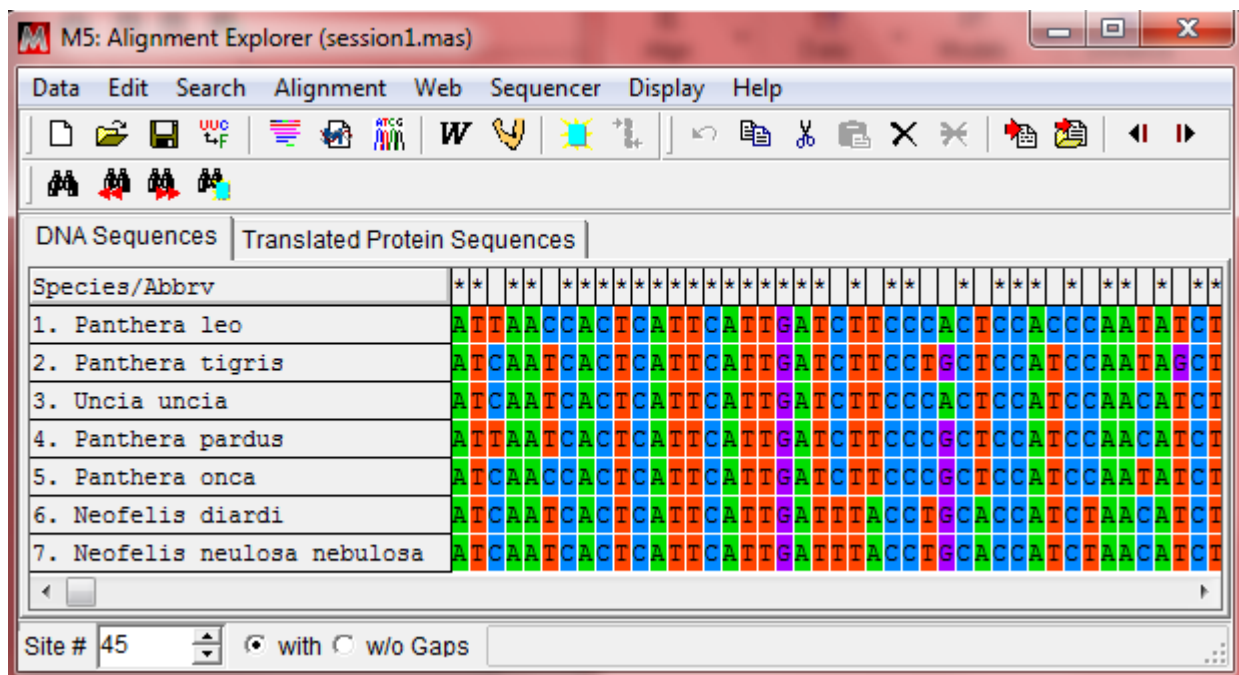 M5: Alignment Explorer (session1.mas)
Data Edit Search Alignment Web Sequencer Display Help
UUC F ATCG W
DNA Sequences Translated Protein Sequences
Species/Abbrv ** ** *************** * **  * *** * ** * **
1. Panthera leo ATTAACCACTCATTCATTGATCTTCCCACTCCACCCAATATCT
2. Panthera tigris ATCAATCACTCATTCATTGATCTTCCTGCTCCATCCAATAGCT
3. Uncia uncia ATCAATCACTCATTCATTGATCTTCCCACTCCATCCAACATCT
4. Panthera pardus ATTAATCACTCATTCATTGATCTTCCCGCTCCATCCAACATCT
5. Panthera onca ATCAACCACTCATTCATTGATCTTCCCGCTCCATCCAATATCT
6. Neofelis diardi ATCAATCACTCATTCATTGATTTACCTGCACCATCTAACATCT
7. Neofelis neulosa nebulosa ATCAATCACTCATTCATTGATTTACCTGCACCATCTAACATCT
Site # 45 with w/o Gaps